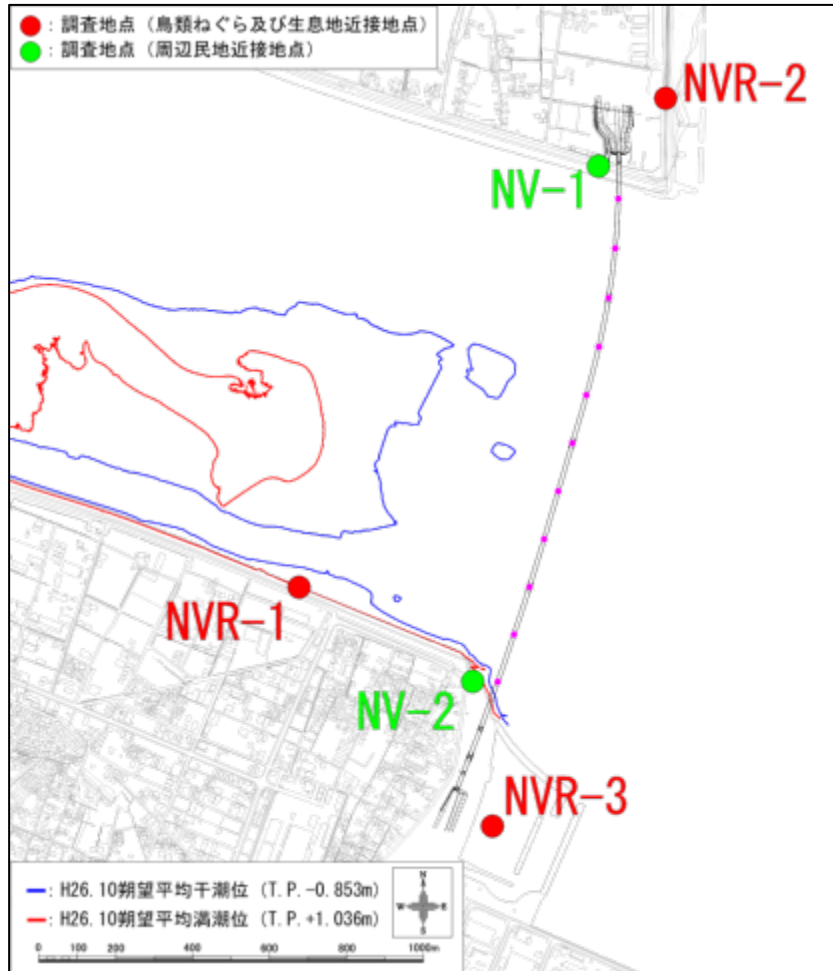 : 調査地点 (鳥類ねぐら及び生息地近接地点)
: 調査地点 (周辺民地近接地点)
NVR-2
NV-1
NVR-1
NV-2
NVR-3
: H26.10朔望平均干潮位 (T.P.-0.853m)
: H26.10朔望平均満潮位 (T.P.+1.036m)
N
W E
S
0 100 200 400 600 800 1000m